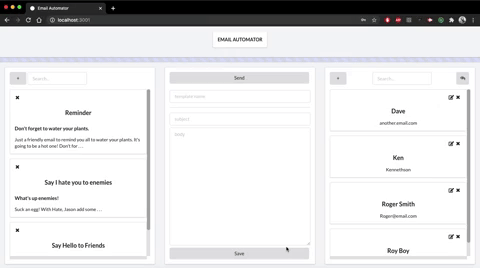 Email Automator
localhost:3001
EMAIL AUTOMATOR
+
Search...
Reminder
Don't forget to water your plants.
Just a friendly email to remind you all to water your plants. It's
going to be a hot one! Don't for . . .
Say I hate you to enemies
What's up enemies!
Suck an egg! With Hate, Jason add some . . .
Say Hello to Friends
Send
template name
subject
body
Save
+
Search...
Dave
another.email.com
Ken
Kennethson
Roger Smith
Roger@email.com
Roy Boy